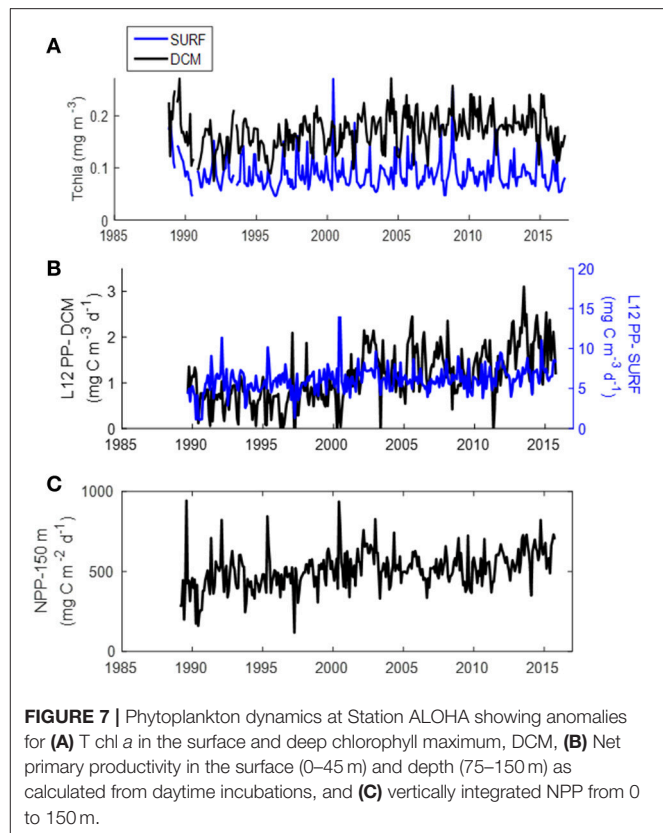 A
SURF
DCM
Tchla (mg m⁻³)
0.2
0.1
0
1985 1990 1995 2000 2005 2010 2015
B
L12 PP- DCM
(mg C m⁻³ d⁻¹)
3
2
1
0
20
15
10
5
0
L12 PP-SURF
(mg C m⁻³ d⁻¹)
1985 1990 1995 2000 2005 2010 2015
C
NPP-150 m
(mg C m⁻² d⁻¹)
1000
500
0
1985 1990 1995 2000 2005 2010 2015
FIGURE 7 | Phytoplankton dynamics at Station ALOHA showing anomalies
for (A) T chl a in the surface and deep chlorophyll maximum, DCM, (B) Net
primary productivity in the surface (0–45 m) and depth (75–150 m) as
calculated from daytime incubations, and (C) vertically integrated NPP from 0
to 150 m.